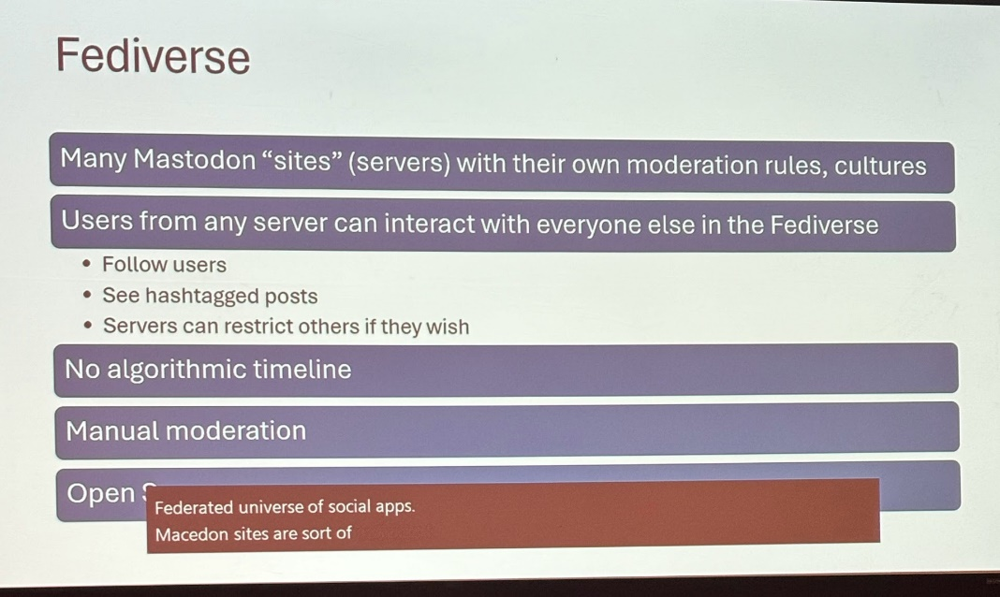 Fediverse
Many Mastodon “sites” (servers) with their own moderation rules, cultures
Users from any server can interact with everyone else in the Fediverse
• Follow users
• See hashtagged posts
• Servers can restrict others if they wish
No algorithmic timeline
Manual moderation
Open
Federated universe of social apps.
Macedon sites are sort of